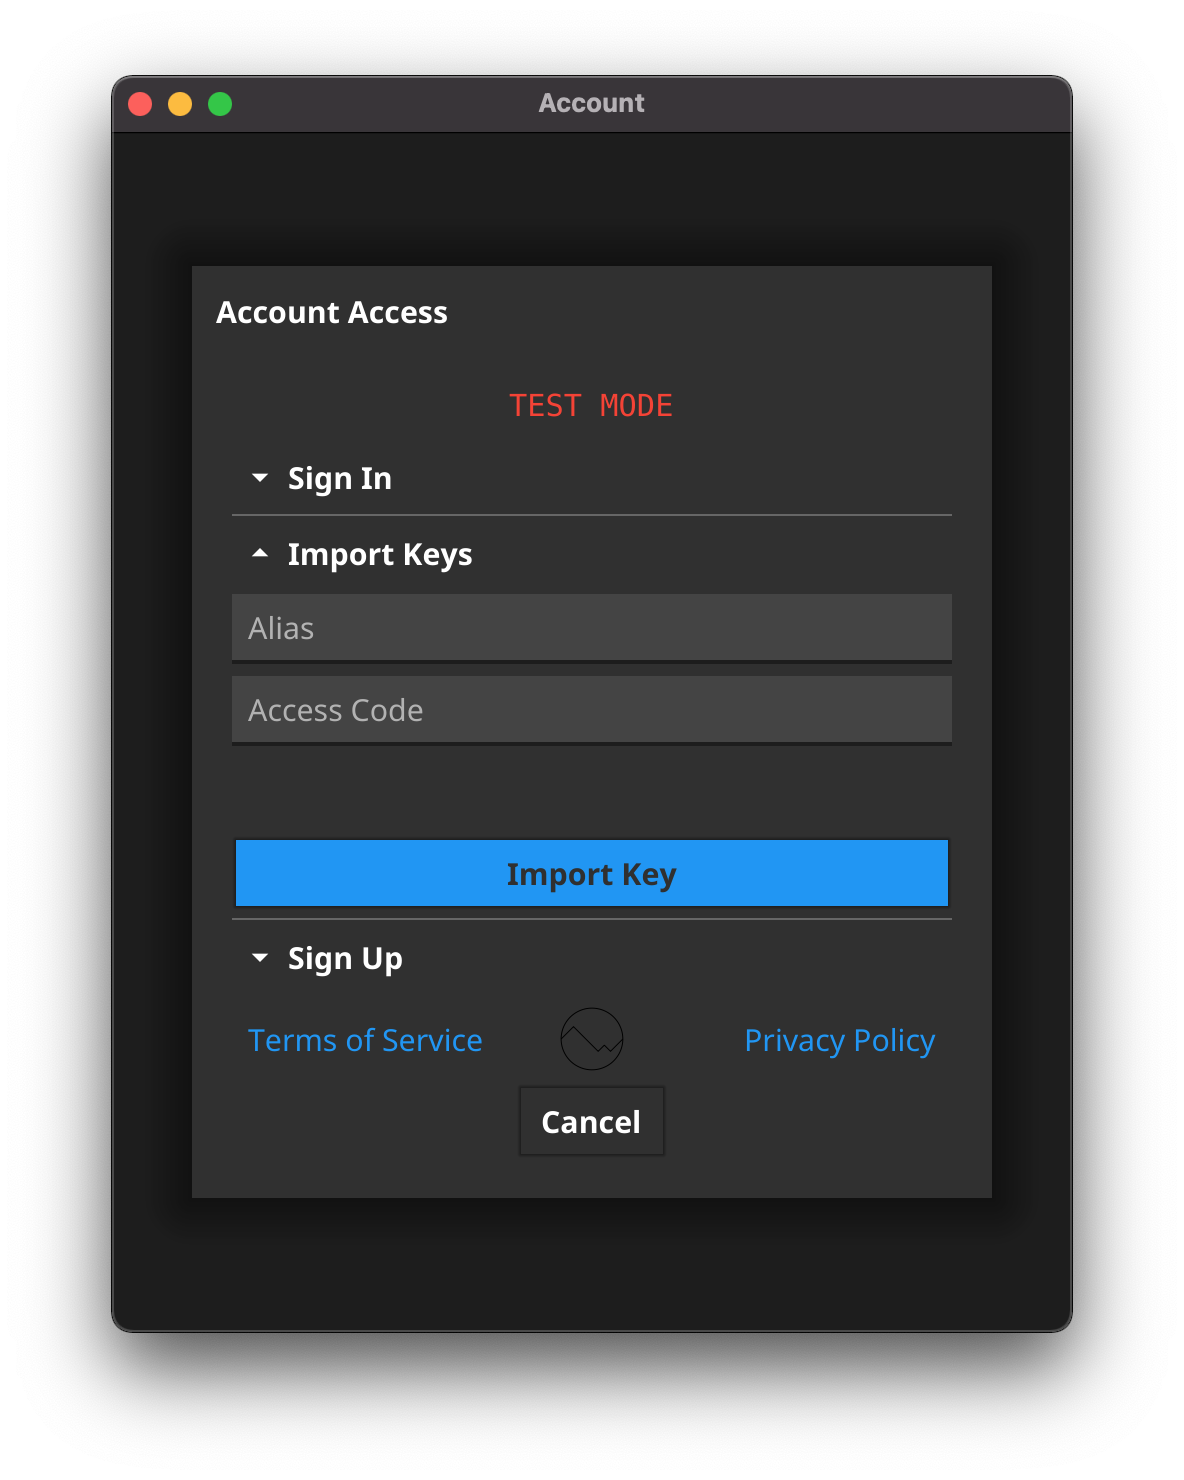 Account
Account Access
TEST MODE
Sign In
Import Keys
Alias
Access Code
Import Key
Sign Up
Terms of Service
Privacy Policy
Cancel